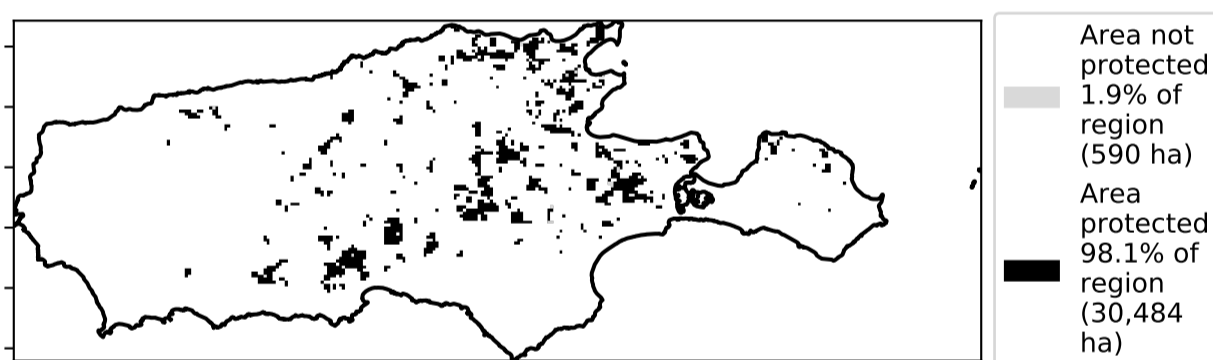 Area not
protected
1.9% of
region
(590 ha)
Area
protected
98.1% of
region
(30,484
ha)